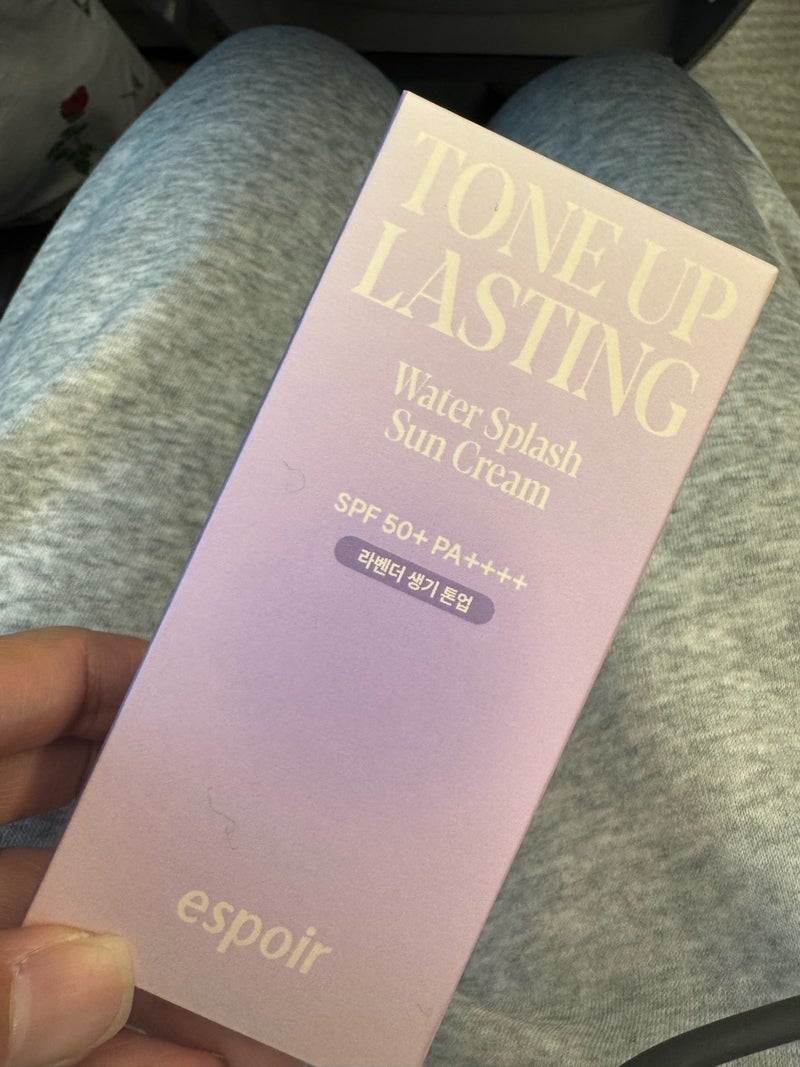 TONE UP
LASTING
Water Splash
Sun Cream
SPF 50+ PA++++
라벤더 생기 톤업
espoir